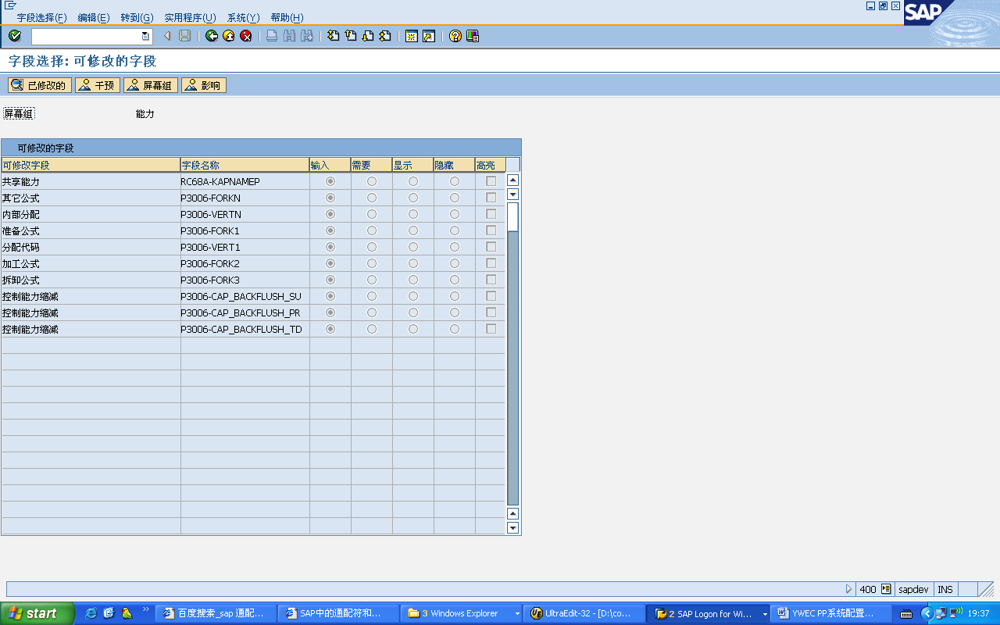 字段选择(F) 编辑(E) 转到(G) 实用程序(U) 系统(Y) 帮助(H)
SAP
字段选择: 可修改的字段
已修改的 干预 屏幕组 影响
屏幕组 能力
可修改的字段
可修改字段 字段名称 输入 需要 显示 隐藏 高亮
共享能力 RC68A-KAPNAMEP
其它公式 P3006-FORKN
内部分配 P3006-VERTN
准备公式 P3006-FORK1
分配代码 P3006-VERT1
加工公式 P3006-FORK2
拆卸公式 P3006-FORK3
控制能力缩减 P3006-CAP_BACKFLUSH_SU
控制能力缩减 P3006-CAP_BACKFLUSH_PR
控制能力缩减 P3006-CAP_BACKFLUSH_TD
400 sapdev INS
start 百度搜索_sap 通配... SAP中的通配符和... 3 Windows Explorer UltraEdit-32 - [D:\co... 2 SAP Logon for Wi... YWEC PP系统配置... 19:37